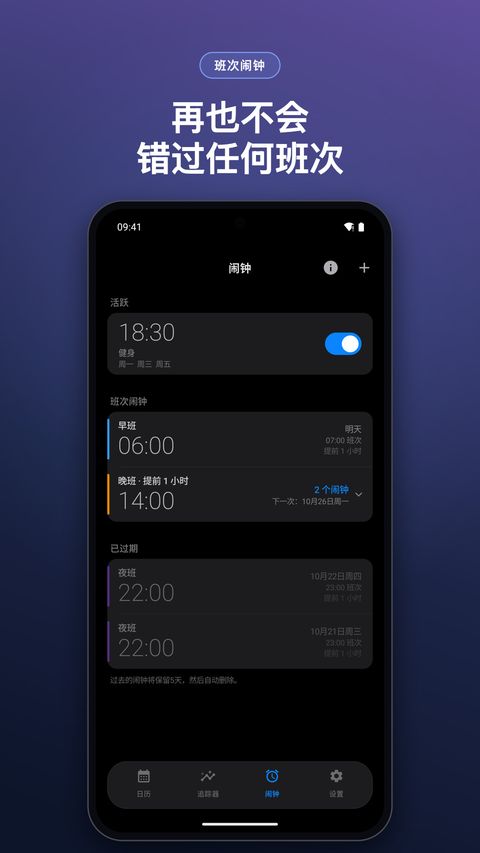 班次闹钟
再也不会
错过任何班次
09:41
闹钟
活跃
18:30
健身
周一 周三 周五
班次闹钟
早班
06:00
明天
07:00 班次
提前 1 小时
晚班 · 提前 1 小时
14:00
2 个闹钟
下一次：10月26日周一
已过期
夜班
22:00
10月22日周四
23:00 班次
提前 1 小时
夜班
22:00
10月21日周三
23:00 班次
提前 1 小时
过去的闹钟将保留5天，然后自动删除。
日历
追踪器
闹钟
设置